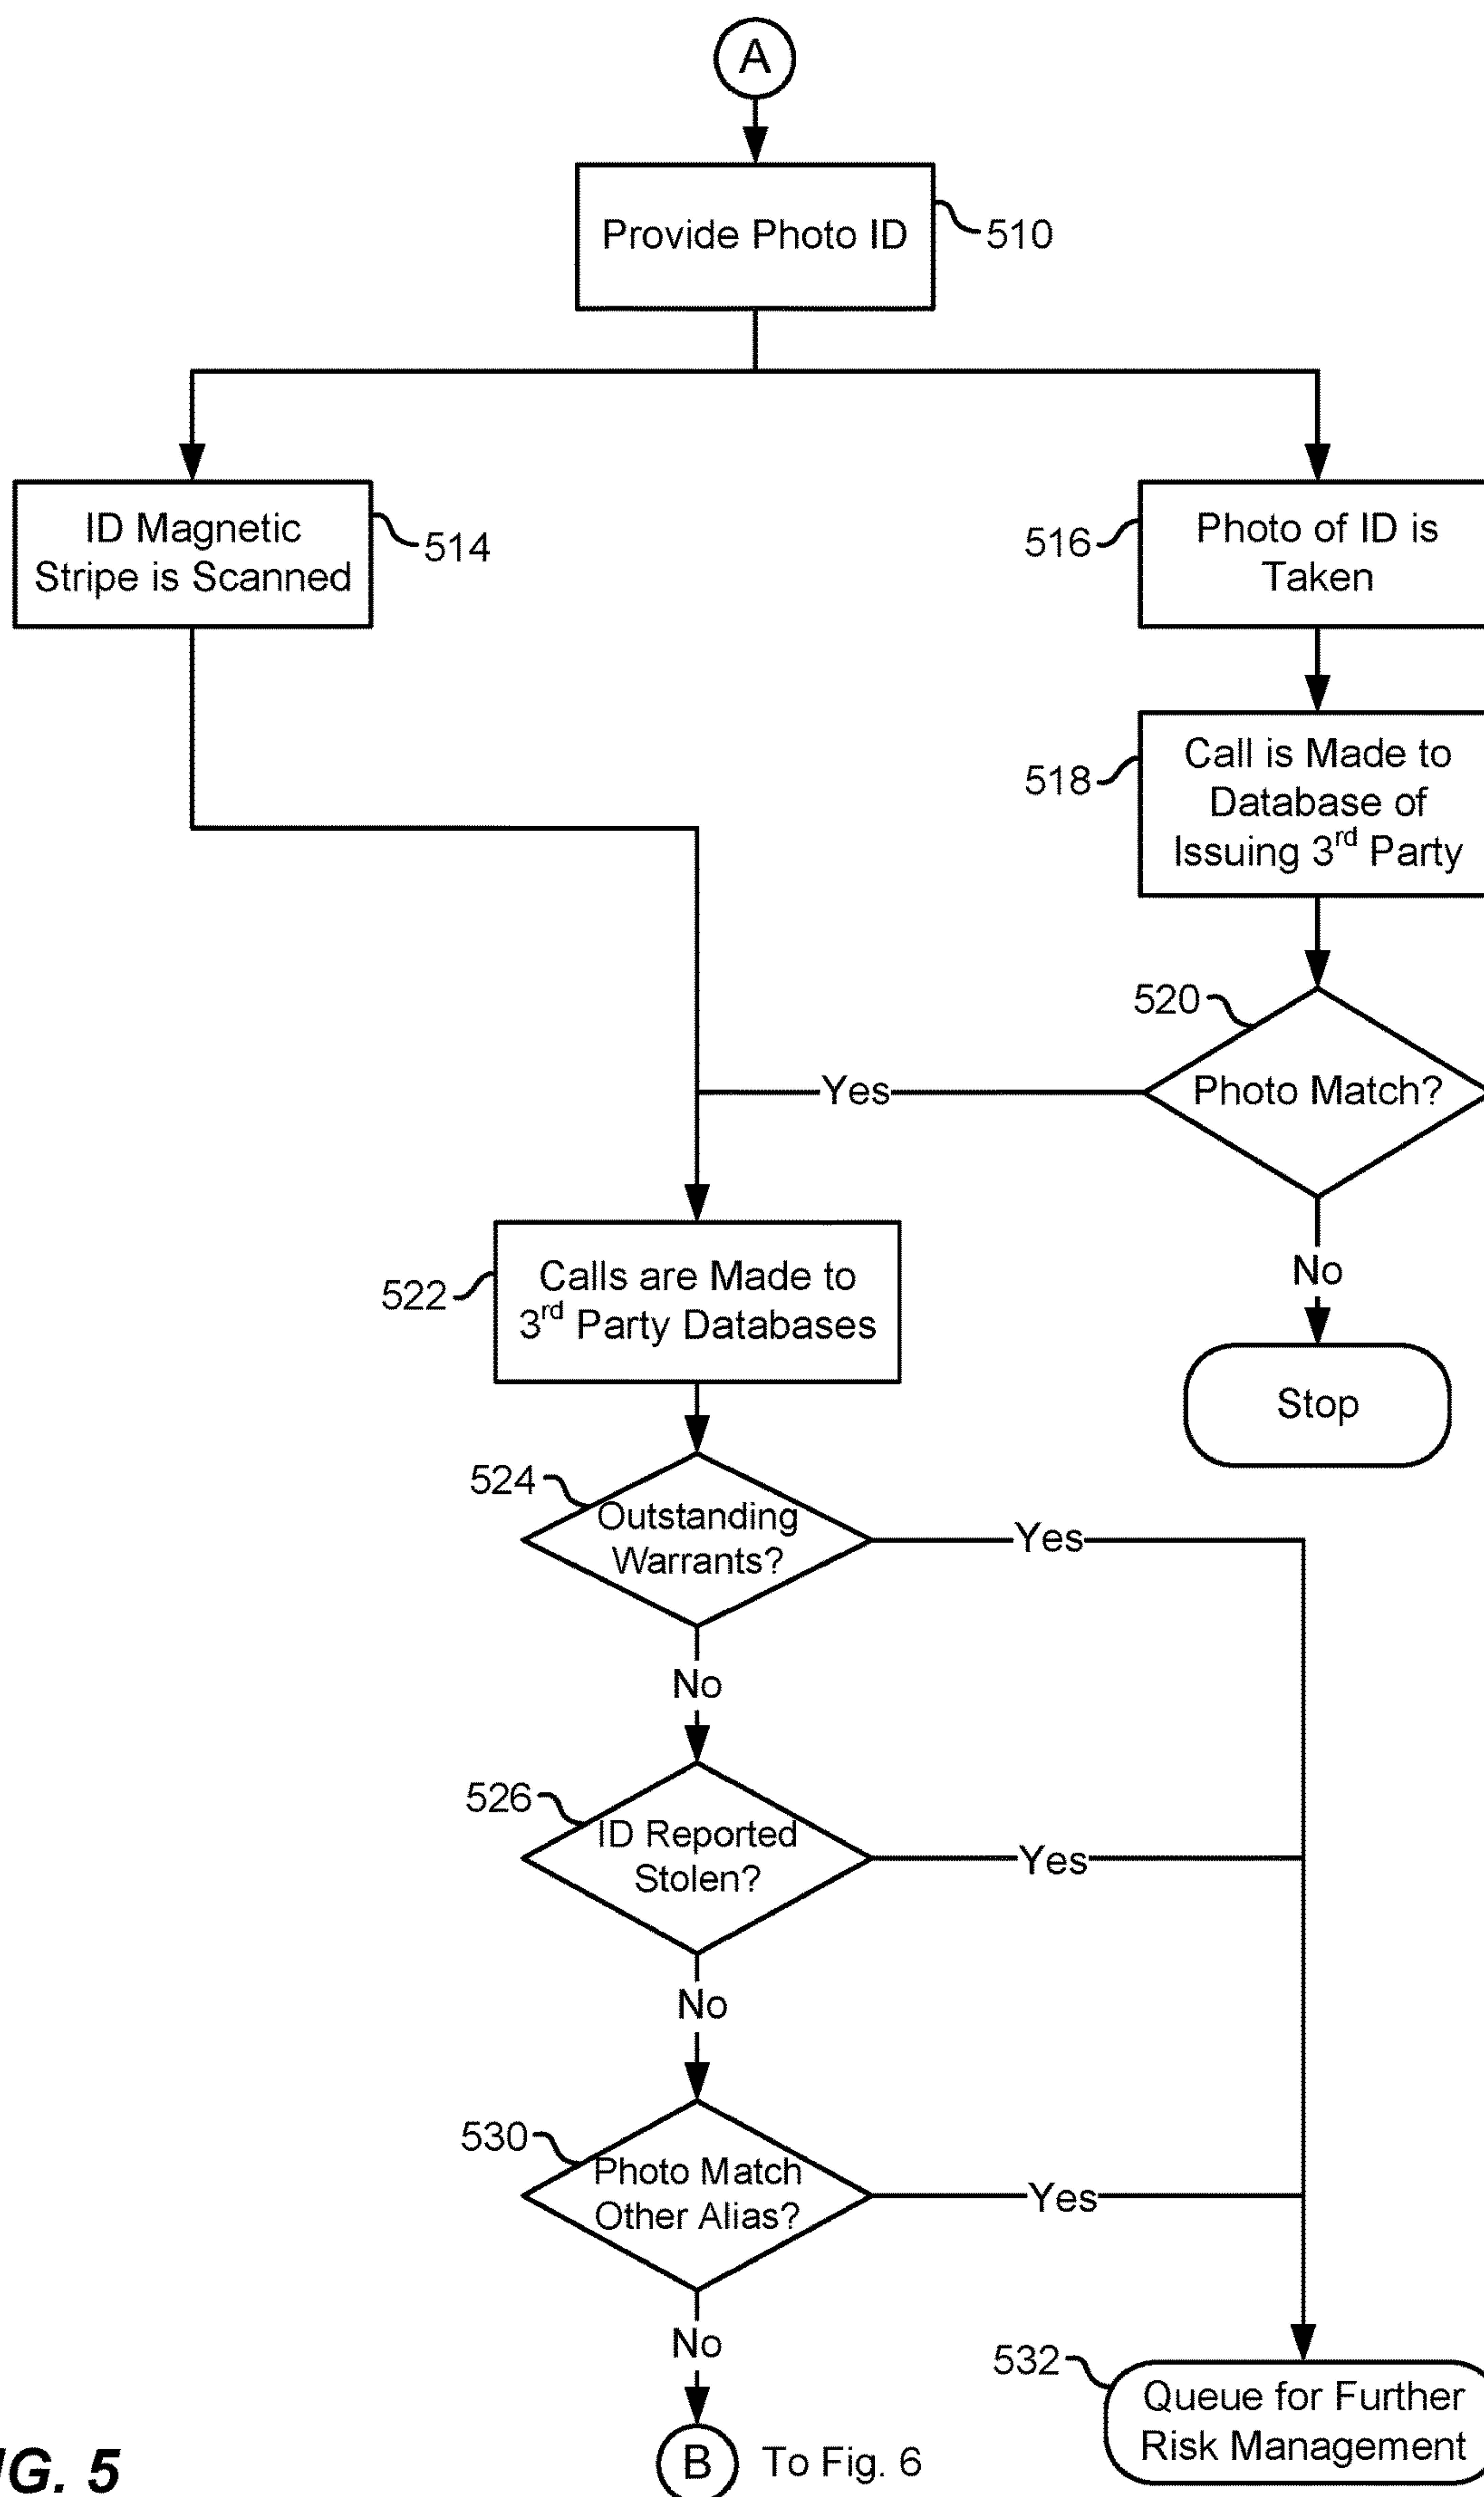 A
Provide Photo ID
510
ID Magnetic
Stripe is Scanned
514
516
Photo of ID is
Taken
518
Call is Made to
Database of
Issuing 3rd Party
520
Photo Match?
Yes
No
Stop
522
Calls are Made to
3rd Party Databases
524
Outstanding
Warrants?
Yes
No
526
ID Reported
Stolen?
Yes
No
530
Photo Match
Other Alias?
Yes
No
532
Queue for Further
Risk Management
B
To Fig. 6
IG. 5